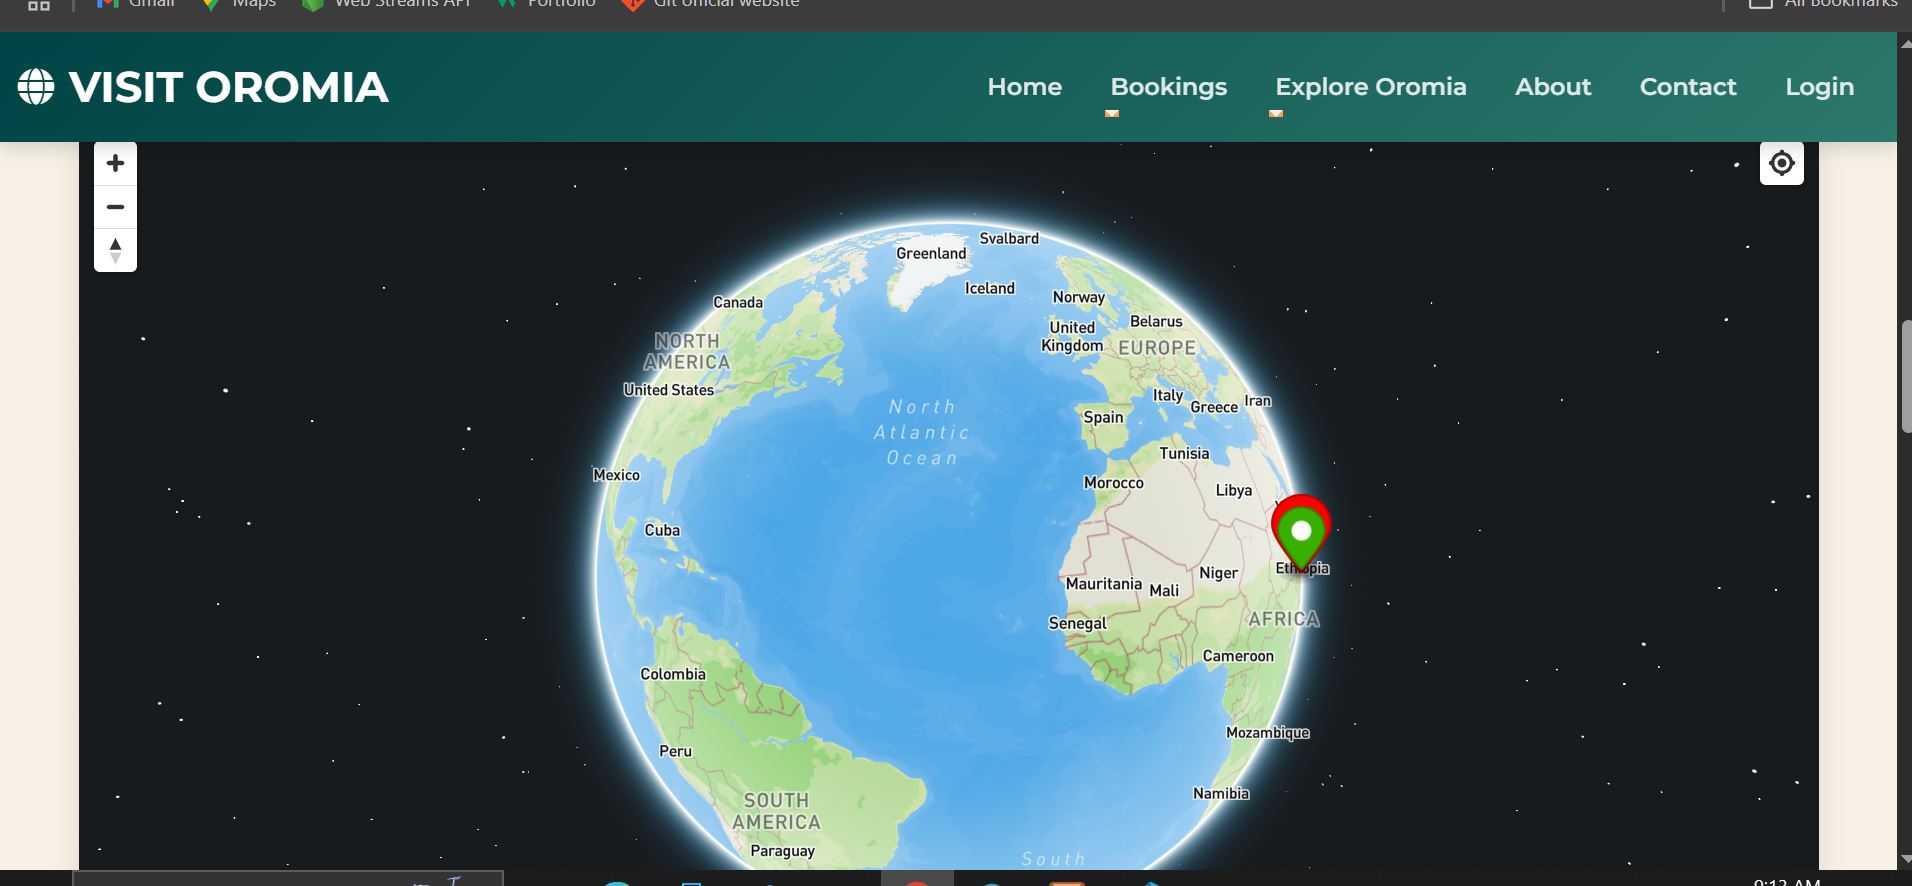 Gmail
Maps
Web Streams API
Portfolio
Git official website
All Bookmarks
VISIT OROMIA
Home
Bookings
Explore Oromia
About
Contact
Login
Svalbard
Greenland
Iceland
Canada
Norway
Belarus
United
Kingdom
EUROPE
NORTH
AMERICA
United States
Italy
Greece
Iran
Spain
North
Atlantic
Ocean
Tunisia
Mexico
Morocco
Libya
Cuba
Ethiopia
Niger
Mauritania
Mali
Senegal
AFRICA
Cameroon
Colombia
Mozambique
Peru
Namibia
SOUTH
AMERICA
Paraguay
South
9:13 AM